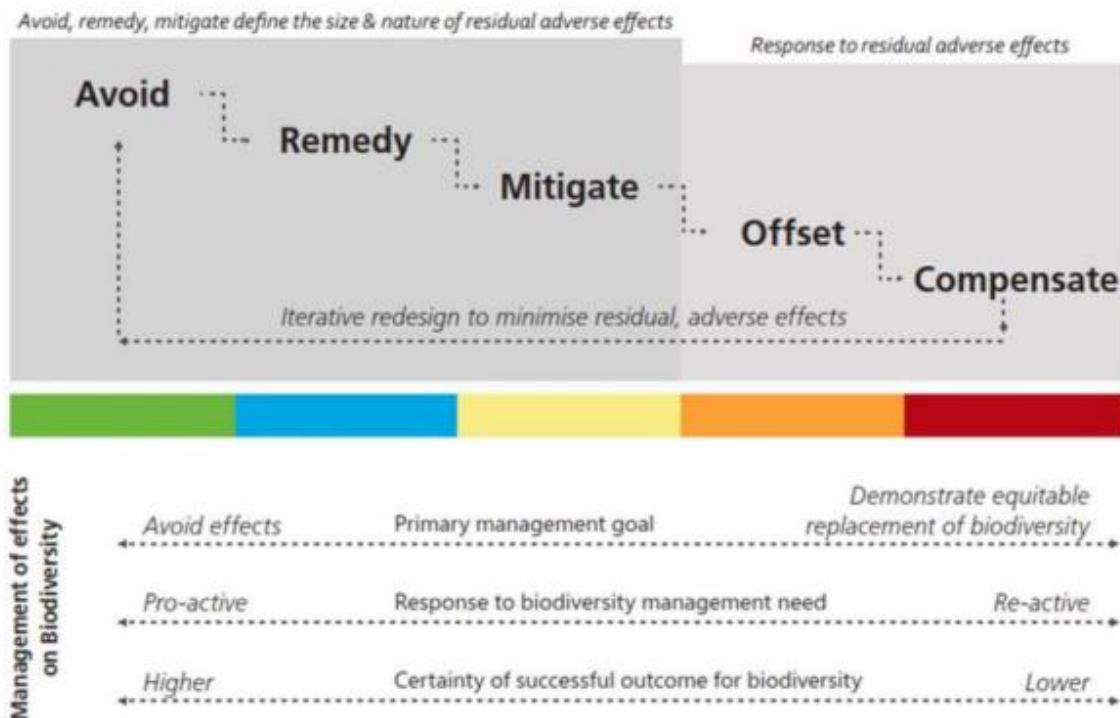 Avoid, remedy, mitigate define the size & nature of residual adverse effects
Response to residual adverse effects
Avoid
Remedy
Mitigate
Offset
Compensate
Iterative redesign to minimise residual, adverse effects
Management of effects
on Biodiversity
Avoid effects
Primary management goal
Demonstrate equitable
replacement of biodiversity
Pro-active
Response to biodiversity management need
Re-active
Higher
Certainty of successful outcome for biodiversity
Lower